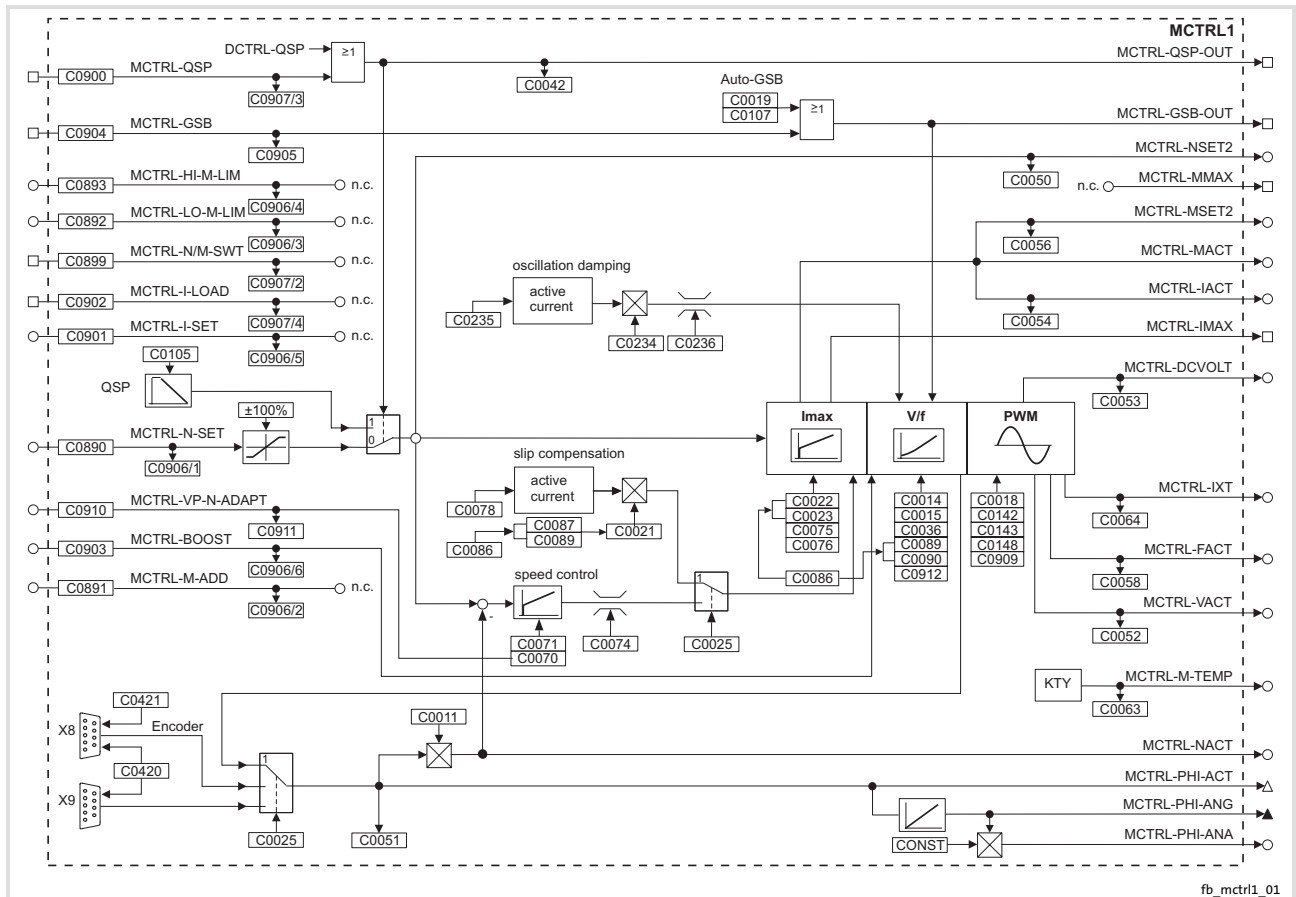 MCTRL1
DCTRL-QSP
≥1
MCTRL-QSP-OUT
C0900
MCTRL-QSP
C0907/3
C0042
Auto-GSB
C0019
C0107
≥1
MCTRL-GSB-OUT
C0904
MCTRL-GSB
C0905
MCTRL-NSET2
C0050
C0893
MCTRL-HI-M-LIM
n.c.
C0906/4
n.c.
MCTRL-MMAX
C0892
MCTRL-LO-M-LIM
n.c.
C0906/3
MCTRL-MSET2
C0056
C0899
MCTRL-N/M-SWT
n.c.
C0907/2
MCTRL-MACT
C0902
MCTRL-I-LOAD
n.c.
C0907/4
MCTRL-IACT
C0054
C0901
MCTRL-I-SET
n.c.
C0906/5
MCTRL-IMAX
oscillation damping
active
current
C0235
C0234
C0236
C0105
QSP
1
0
±100%
C0890
MCTRL-N-SET
C0906/1
MCTRL-DCVOLT
C0053
Imax
V/f
PWM
slip compensation
active
current
C0078
C0087
C0089
C0021
C0086
C0022
C0023
C0075
C0076
C0086
C0014
C0015
C0036
C0089
C0090
C0912
C0018
C0142
C0143
C0148
C0909
MCTRL-IXT
C0064
MCTRL-FACT
C0058
MCTRL-VACT
C0052
C0910
MCTRL-VP-N-ADAPT
C0911
C0903
MCTRL-BOOST
C0906/6
C0891
MCTRL-M-ADD
n.c.
C0906/2
speed control
-
C0071
C0070
C0074
1
C0025
KTY
MCTRL-M-TEMP
C0063
C0421
X8
Encoder
C0420
X9
1
C0025
C0011
C0051
MCTRL-NACT
MCTRL-PHI-ACT
MCTRL-PHI-ANG
CONST
MCTRL-PHI-ANA
fb_mctrl1_01